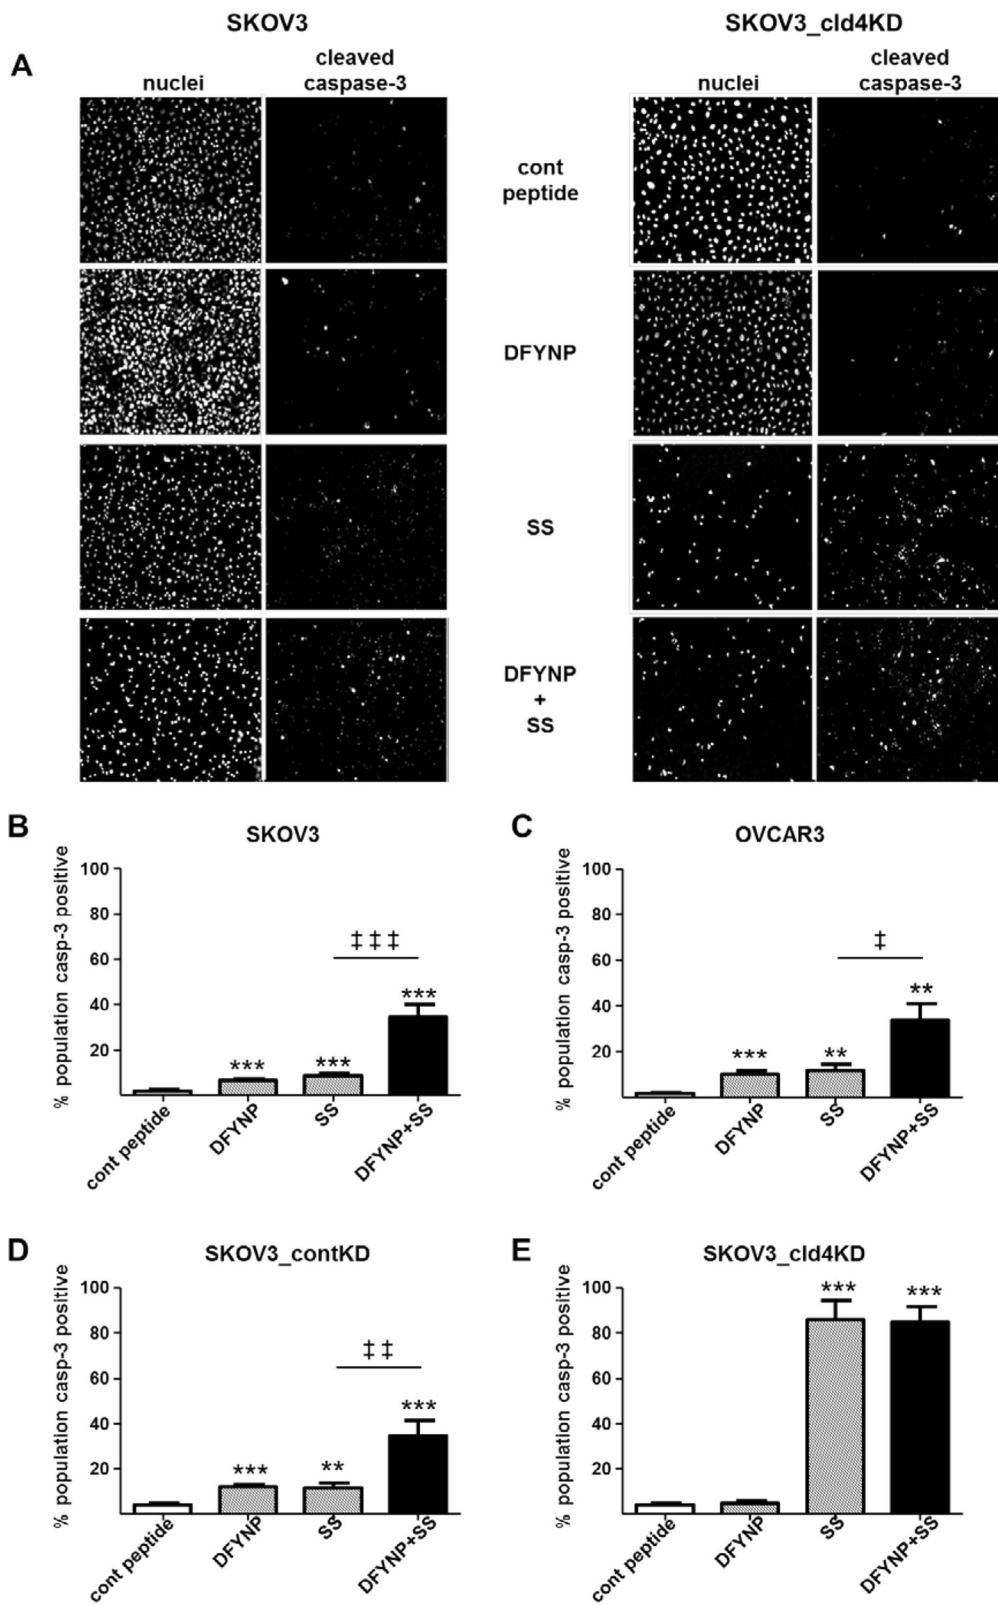 SKOV3
SKOV3_cld4KD
A
nuclei
cleaved
caspase-3
nuclei
cleaved
caspase-3
cont
peptide
DFYNP
SS
DFYNP
+
SS
B
SKOV3
% population casp-3 positive
100
80
60
40
20
‡ ‡ ‡
***
***
***
cont peptide
DFYNP
SS
DFYNP+SS
C
OVCAR3
% population casp-3 positive
100
80
60
40
20
‡
***
**
**
cont peptide
DFYNP
SS
DFYNP+SS
D
SKOV3_contKD
% population casp-3 positive
100
80
60
40
20
‡ ‡
***
**
***
cont peptide
DFYNP
SS
DFYNP+SS
E
SKOV3_cld4KD
% population casp-3 positive
100
80
60
40
20
***
***
cont peptide
DFYNP
SS
DFYNP+SS